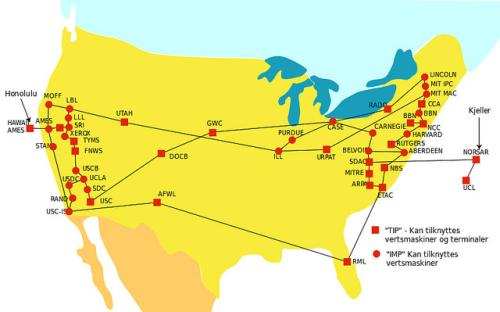 LINCOLN
MIT IPC
MIT MAC
Honolulu
MOFF
LBL
RADC
CCA
Kjeller
HAWAII
AMES
AMES
LLL
SRI
UTAH
GWC
CASE
BBN
BBN
NCC
XEROX
TYMS
PURDUE
CARNEGIE
HARVARD
STAN
FNWS
DOCB
ILL
URPAT
BELVOIR
RUTGERS
ABERDEEN
NORSAR
SDAC
USCB
UCLA
MITRE
NBS
USDC
SDC
ARPA
UCL
RAND
USC
AFWL
ETAC
USC-ISI
RML
"TIP" - Kan tilknyttes
vertsmaskiner og terminaler
"IMP" Kan tilknyttes
vertsmaskiner